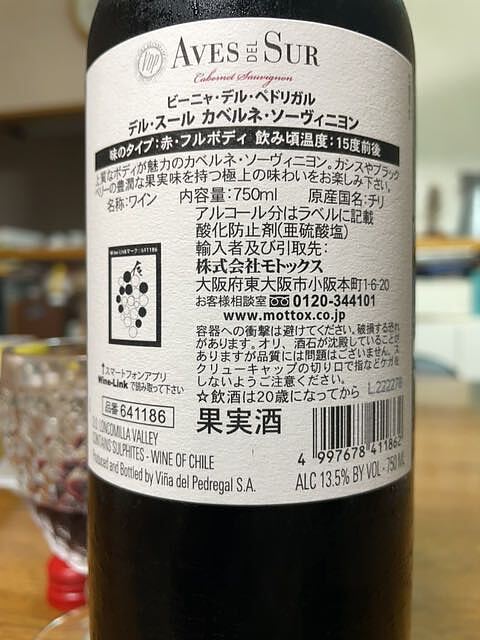 VDP
AVES DEL SUR
Cabernet Sauvignon
ビーニャ・デル・ペドリガル
デル・スール カベルネ・ソーヴィニヨン
味のタイプ:赤・フルボディ 飲み頃温度:15度前後
上質なボディが魅力のカベルネ・ソーヴィニヨン。カシスやブラック
ベリーの豊潤な果実味を持つ極上の味わいをお楽しみ下さい。
名称:ワイン 内容量:750ml 原産国名:チリ
アルコール分はラベルに記載
酸化防止剤(亜硫酸塩)
輸入者及び引取先:
株式会社モトックス
大阪府東大阪市小阪本町1-6-20
お客様相談室 0120-344101
www.mottox.co.jp
Wine-Linkマーク:641186
容器への衝撃は避けてください。破損する恐れ
があります。オリ、酒石が沈殿していることが
ありますが品質には問題はございません。ス
クリューキャップの切り口で指などケガを
しないようご注意ください。
↑スマートフォンアプリ
Wine-Linkで読み取って下さい
☆飲酒は20歳になってから L.22227B
品番 641186
果実酒
D.O. LONCOMILLA VALLEY
CONTAINS SULPHITES - WINE OF CHILE
Produced and Bottled by Viña del Pedregal S.A.
4 997678 411862
ALC 13.5% BY VOL - 750 ML